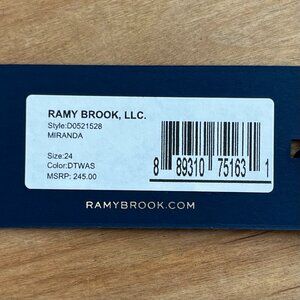 RAMY BROOK, LLC.
Style:D0521528
MIRANDA
Size:24
Color:DTWAS
MSRP: 245.00
8 89310 75163 1
RAMYBROOK.COM